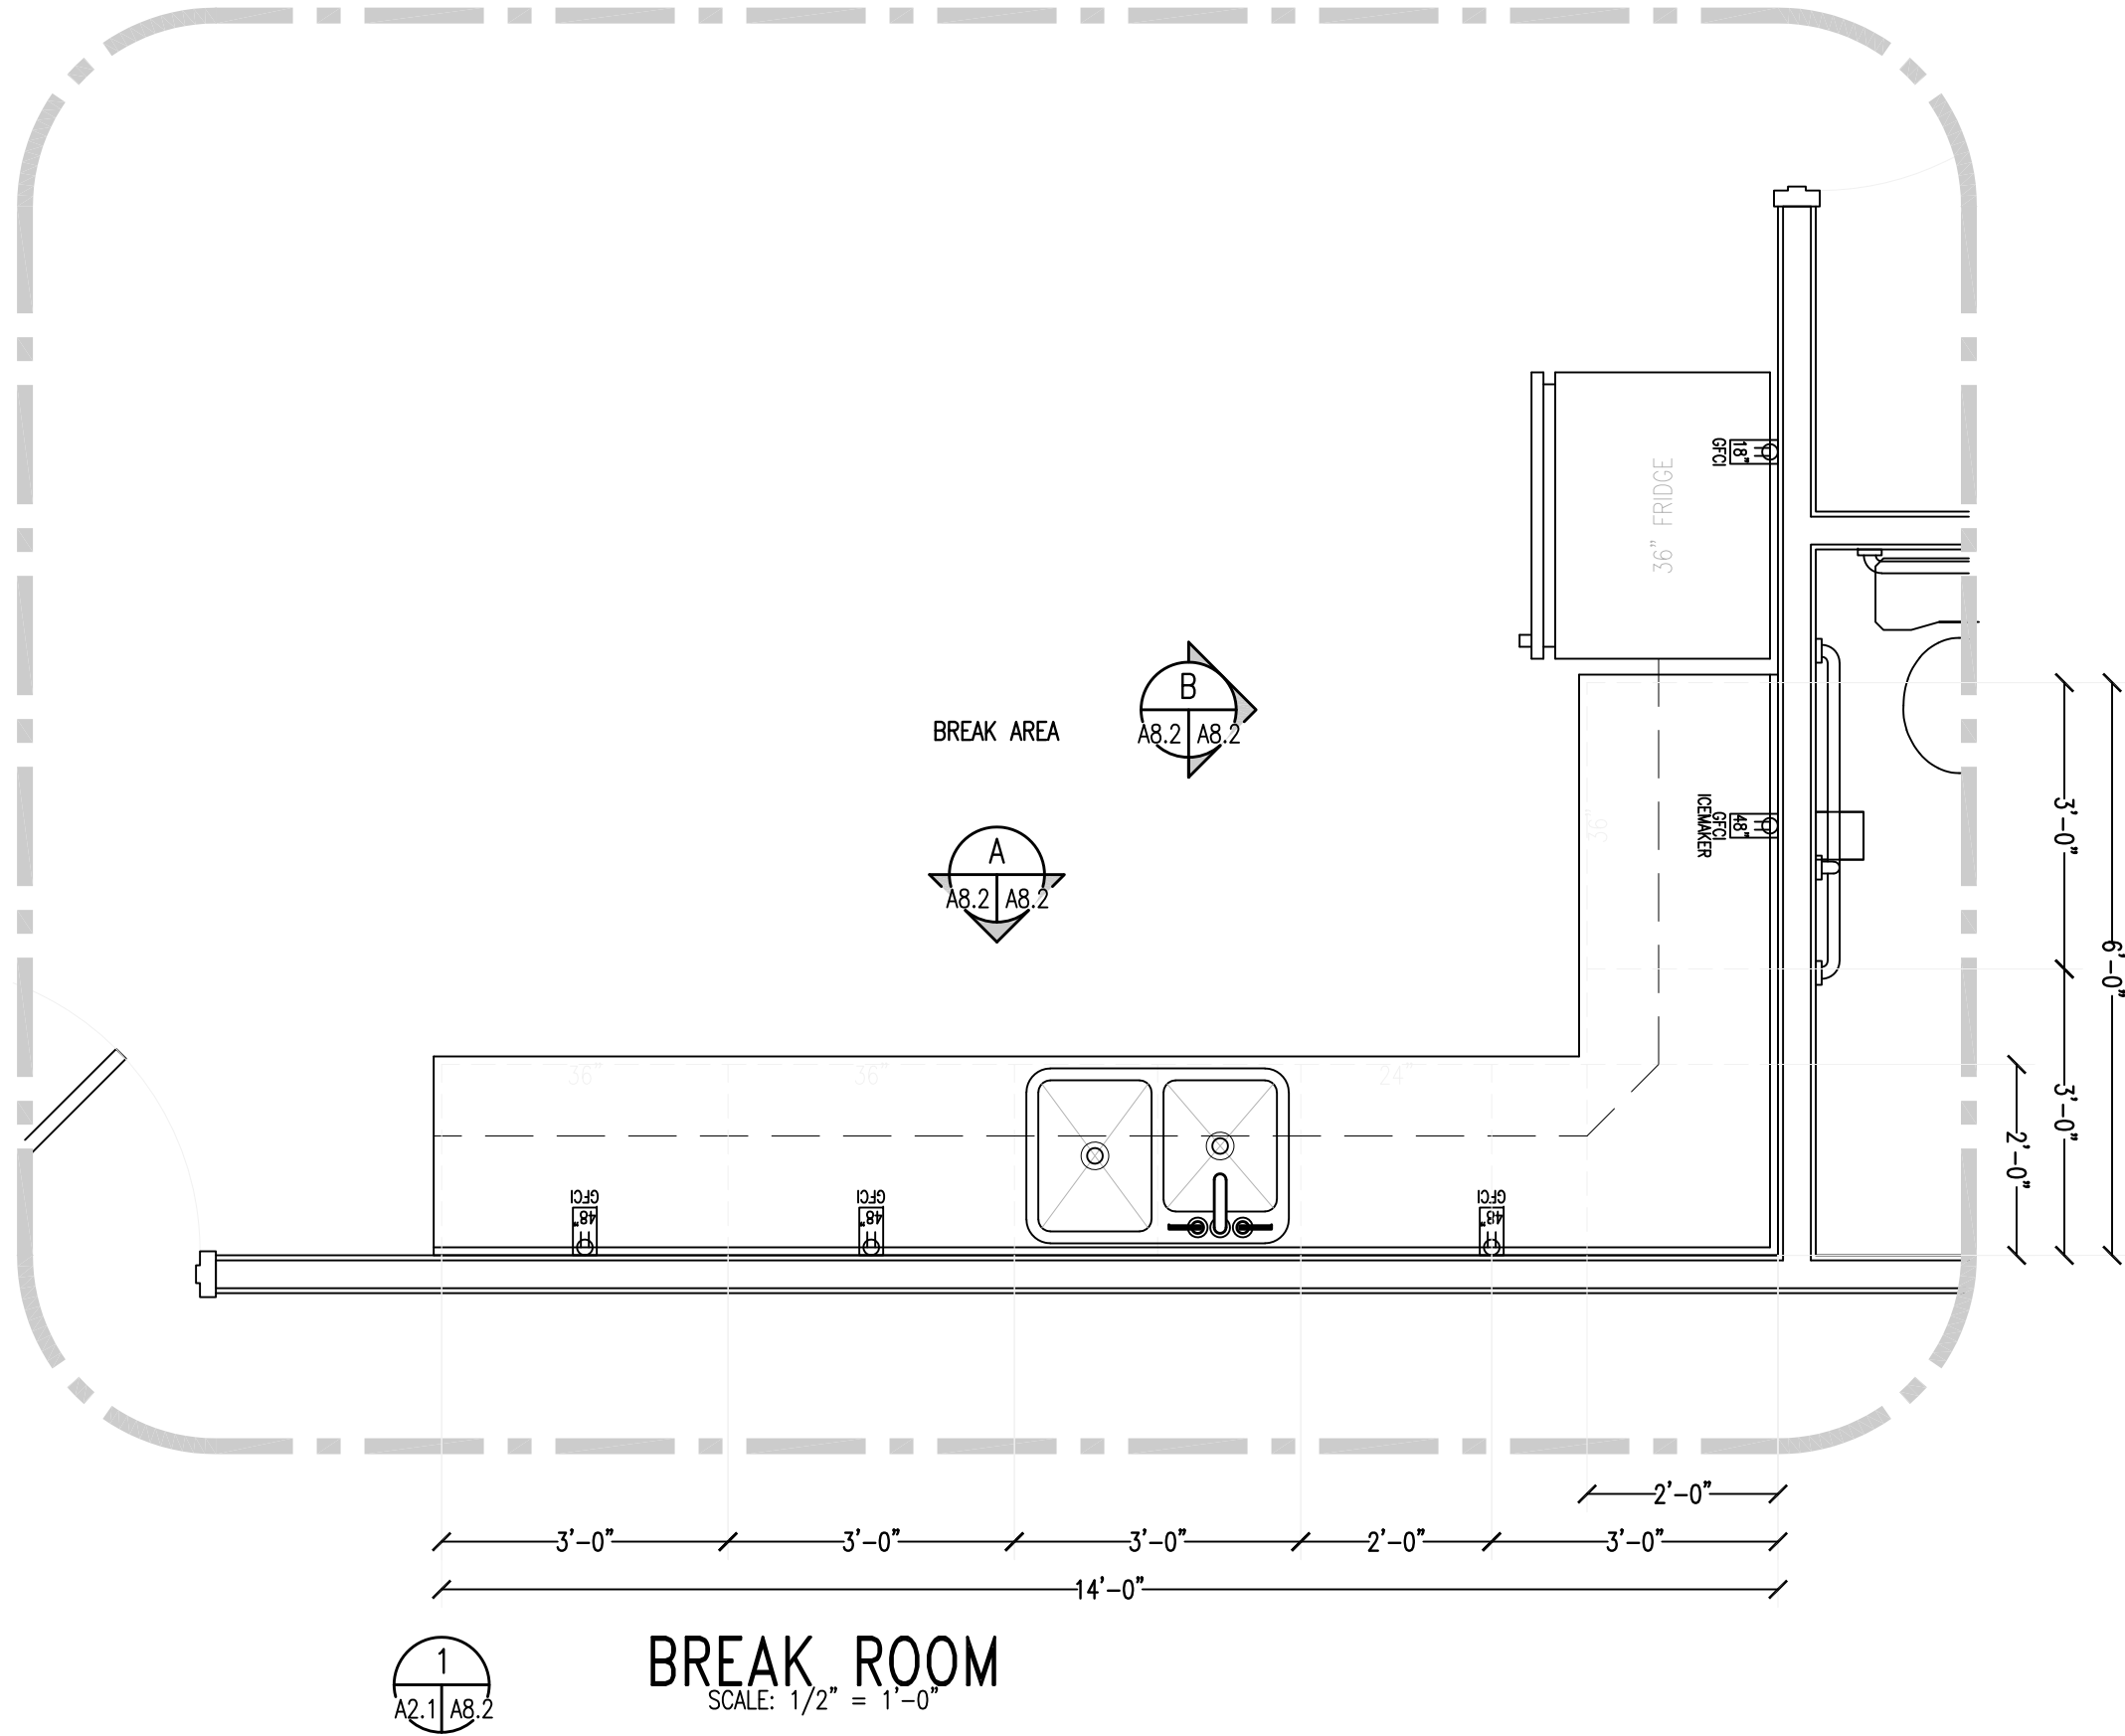 18"
GFCI
36" FRIDGE
B
A8.2 A8.2
BREAK AREA
3'-0"
48"
GFCI
ICEMAKER
36"
A
A8.2 A8.2
6'-0"
36"
36"
24"
3'-0"
2'-0"
GFCI
48"
GFCI
48"
GFCI
43"
2'-0"
3'-0"
3'-0"
3'-0"
2'-0"
3'-0"
14'-0"
1
A2.1 A8.2
BREAK ROOM
SCALE: 1/2" = 1'-0"